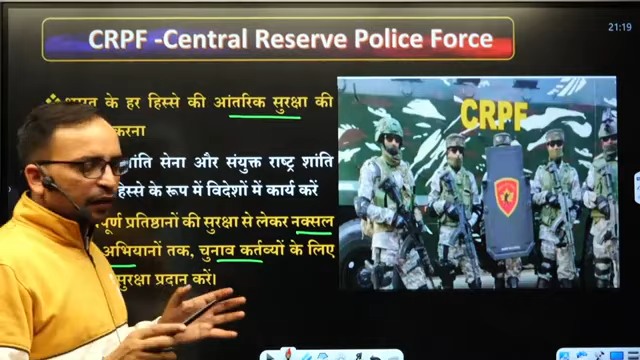 CRPF -Central Reserve Police Force
21:19
के हर हिस्से की आंतरिक सुरक्षा की
करना
शांति सेना और संयुक्त राष्ट्र शांति
हिस्से के रूप में विदेशों में कार्य करें
प्रतिष्ठानों की सुरक्षा से लेकर नक्सल
अभियानों तक, चुनाव कर्तव्यों के लिए
सुरक्षा प्रदान करें।
CRPF